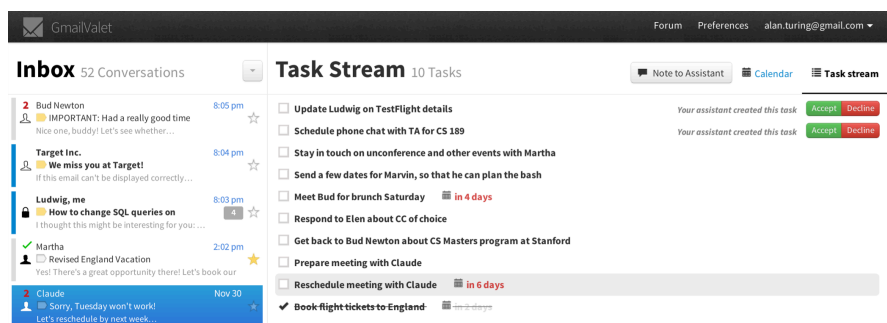 GmailValet
Forum Preferences alan.turing@gmail.com
Inbox 52 Conversations
2 Bud Newton 8:05 pm
IMPORTANT: Had a really good time
Nice one, buddy! Let's see whether…
Target Inc. 8:04 pm
We miss you at Target!
If this email can't be displayed correctly…
Ludwig, me 8:03 pm
How to change SQL queries on 4
I thought this might be interesting for you: …
Martha 2:02 pm
Revised England Vacation
Yes! There's a great opportunity there! Let's book our
2 Claude Nov 30
Sorry, Tuesday won't work!
Let's reschedule by next week…
Task Stream 10 Tasks
Note to Assistant Calendar Task stream
Update Ludwig on TestFlight details Your assistant created this task Accept Decline
Schedule phone chat with TA for CS 189 Your assistant created this task Accept Decline
Stay in touch on unconference and other events with Martha
Send a few dates for Marvin, so that he can plan the bash
Meet Bud for brunch Saturday in 4 days
Respond to Elen about CC of choice
Get back to Bud Newton about CS Masters program at Stanford
Prepare meeting with Claude
Reschedule meeting with Claude in 6 days
Book flight tickets to England in 2 days